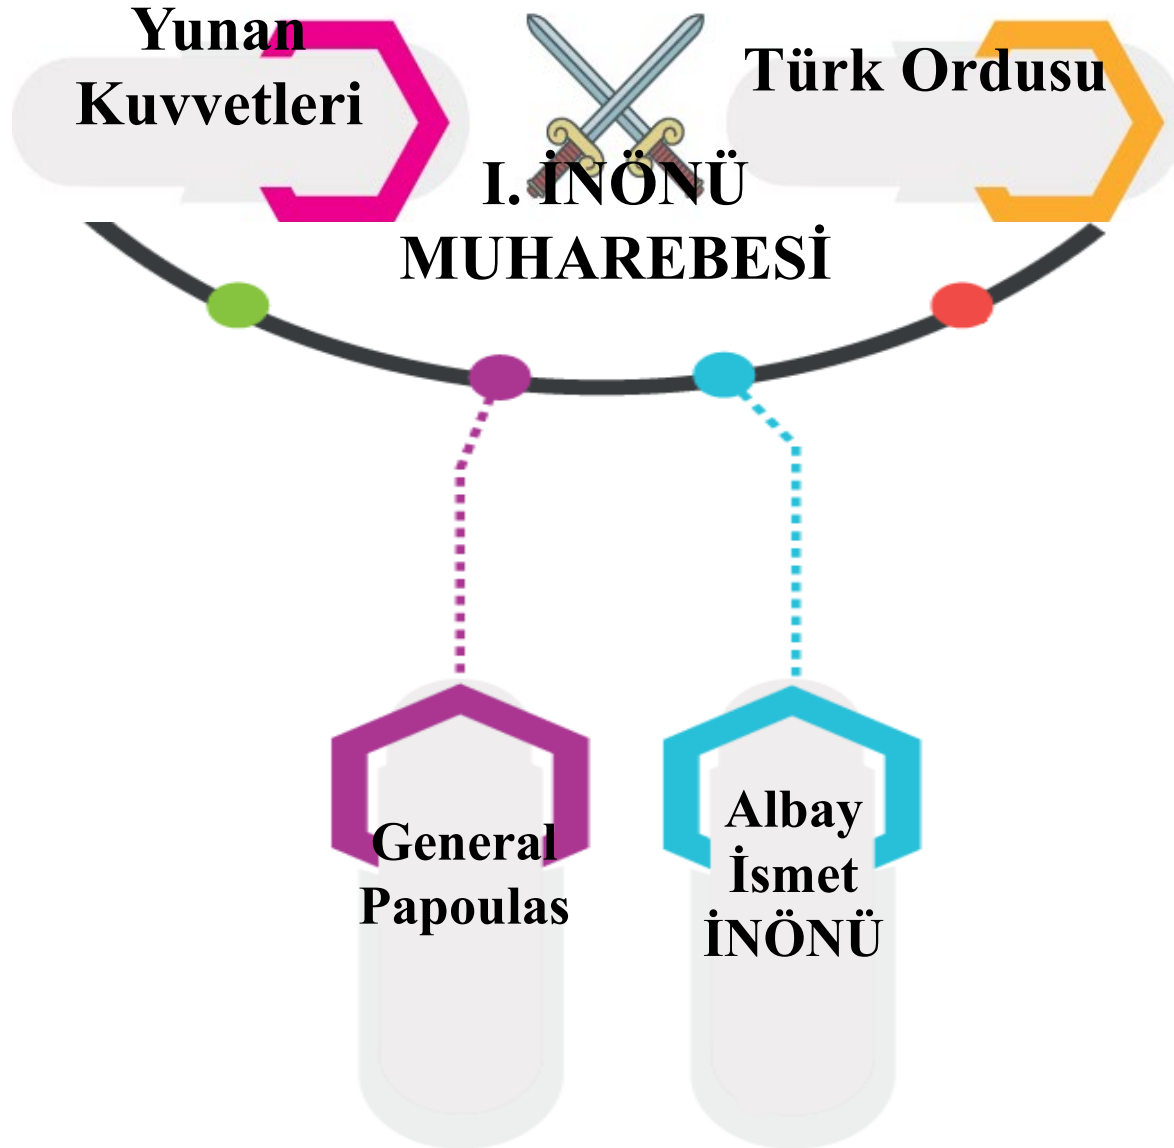 Yunan
Kuvvetleri
Türk Ordusu
I. İNÖNÜ
MUHAREBESİ
General
Papoulas
Albay
İsmet
İNÖNÜ